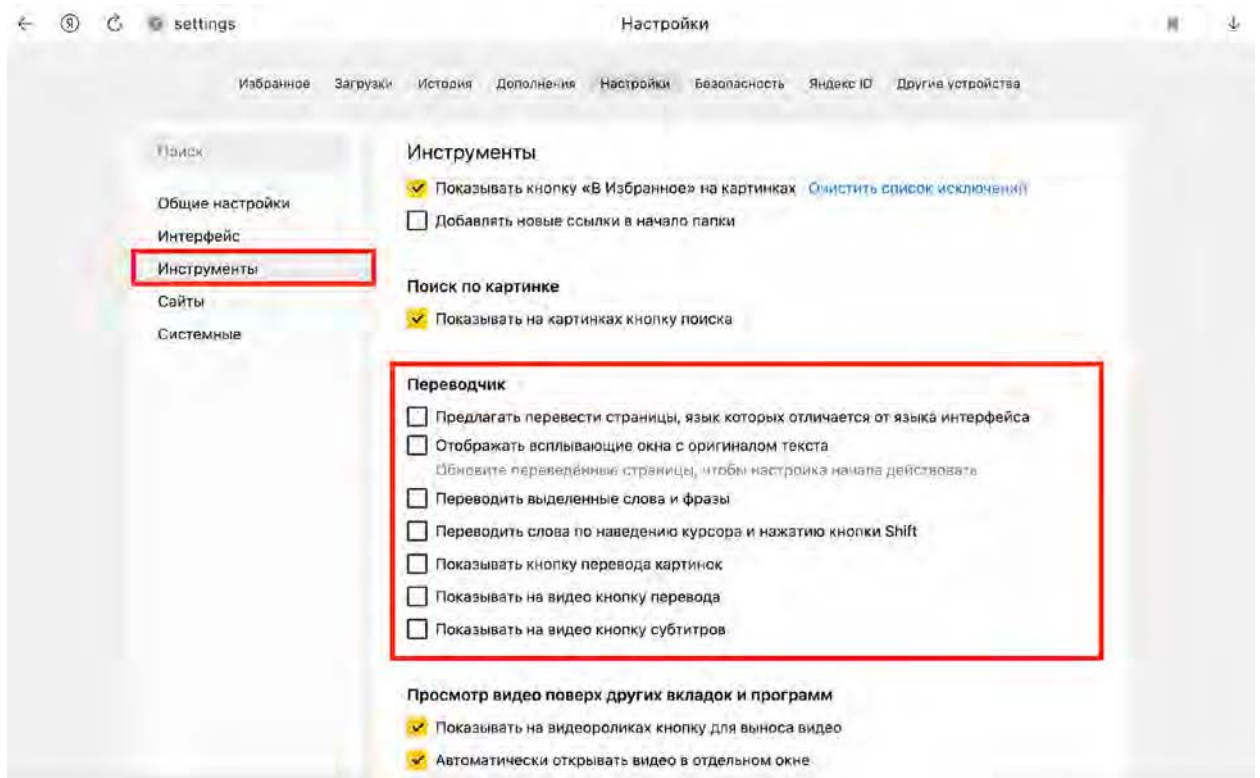 settings
Настройки
Избранное Загрузки История Дополнения Настройки Безопасность Яндекс ID Другие устройства
Поиск
Общие настройки
Интерфейс
Инструменты
Сайты
Системные
Инструменты
Показывать кнопку «В Избранное» на картинках Очистить список исключений
Добавлять новые ссылки в начало папки
Поиск по картинке
Показывать на картинках кнопку поиска
Переводчик
Предлагать перевести страницы, язык которых отличается от языка интерфейса
Отображать всплывающие окна с оригиналом текста
Обновите переведённые страницы, чтобы настройка начала действовать
Переводить выделенные слова и фразы
Переводить слова по наведению курсора и нажатию кнопки Shift
Показывать кнопку перевода картинок
Показывать на видео кнопку перевода
Показывать на видео кнопку субтитров
Просмотр видео поверх других вкладок и программ
Показывать на видеороликах кнопку для выноса видео
Автоматически открывать видео в отдельном окне